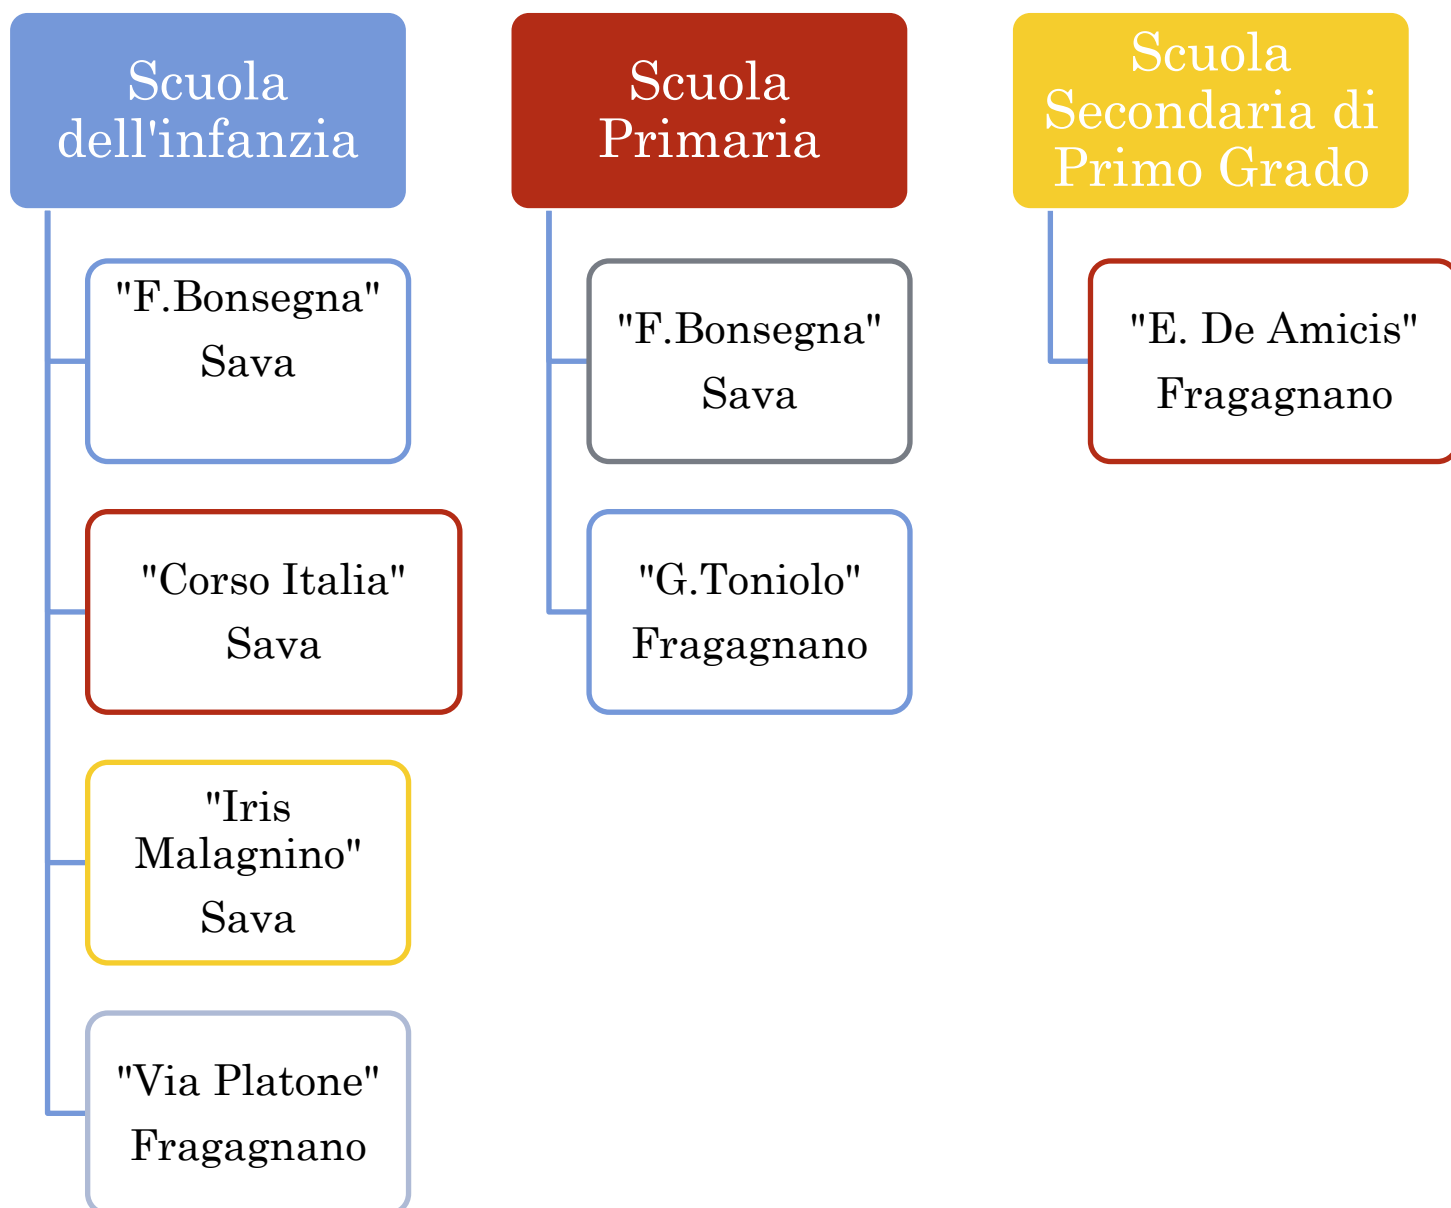 Scuola
dell'infanzia
"F.Bonsegna"
Sava
"Corso Italia"
Sava
"Iris
Malagnino"
Sava
"Via Platone"
Fragagnano
Scuola
Primaria
"F.Bonsegna"
Sava
"G.Toniolo"
Fragagnano
Scuola
Secondaria di
Primo Grado
"E. De Amicis"
Fragagnano